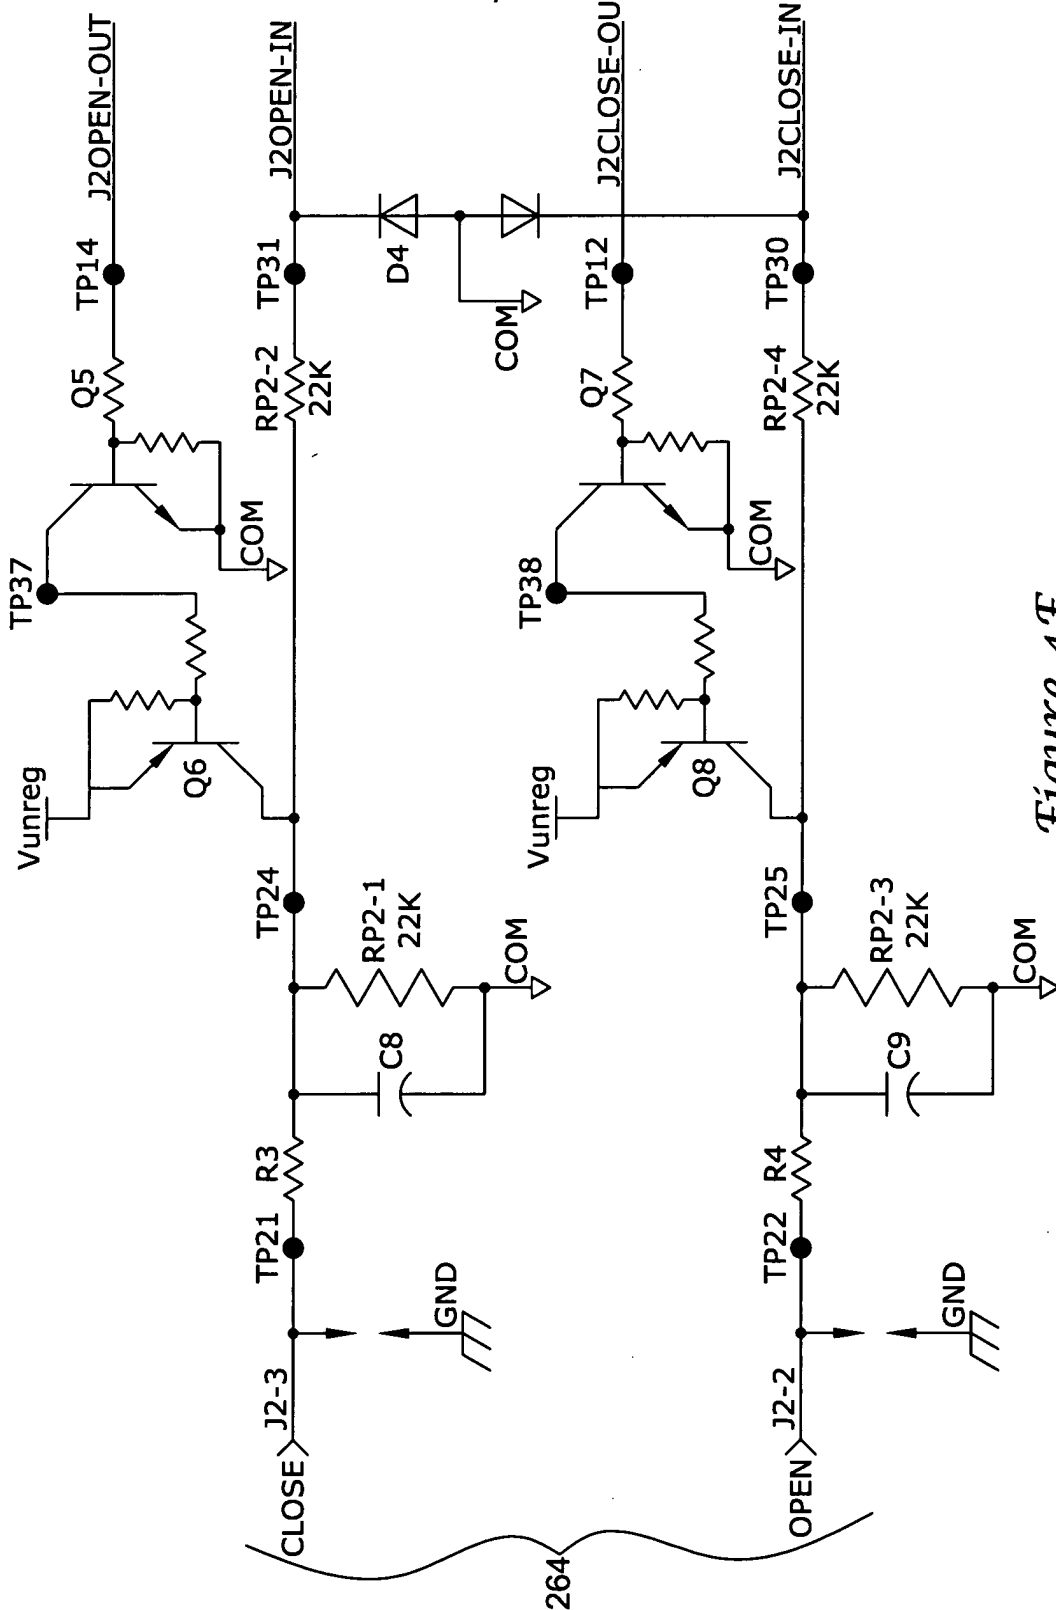 TP37
Vunreg
Q5
TP14
J2OPEN-OUT
Q6
COM
TP24
RP2-2
22K
TP31
J2OPEN-IN
CLOSE
J2-3
TP21
R3
C8
RP2-1
22K
D4
GND
COM
COM
TP38
Vunreg
264
Q7
TP12
J2CLOSE-OU
Q8
COM
TP25
RP2-4
22K
TP30
J2CLOSE-IN
OPEN
J2-2
TP22
R4
C9
RP2-3
22K
GND
COM
Figure